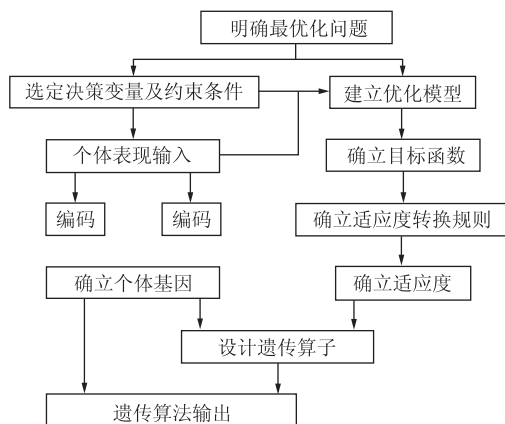 明确最优化问题
选定决策变量及约束条件
建立优化模型
个体表现输入
确立目标函数
编码
编码
确立适应度转换规则
确立个体基因
确立适应度
设计遗传算子
遗传算法输出